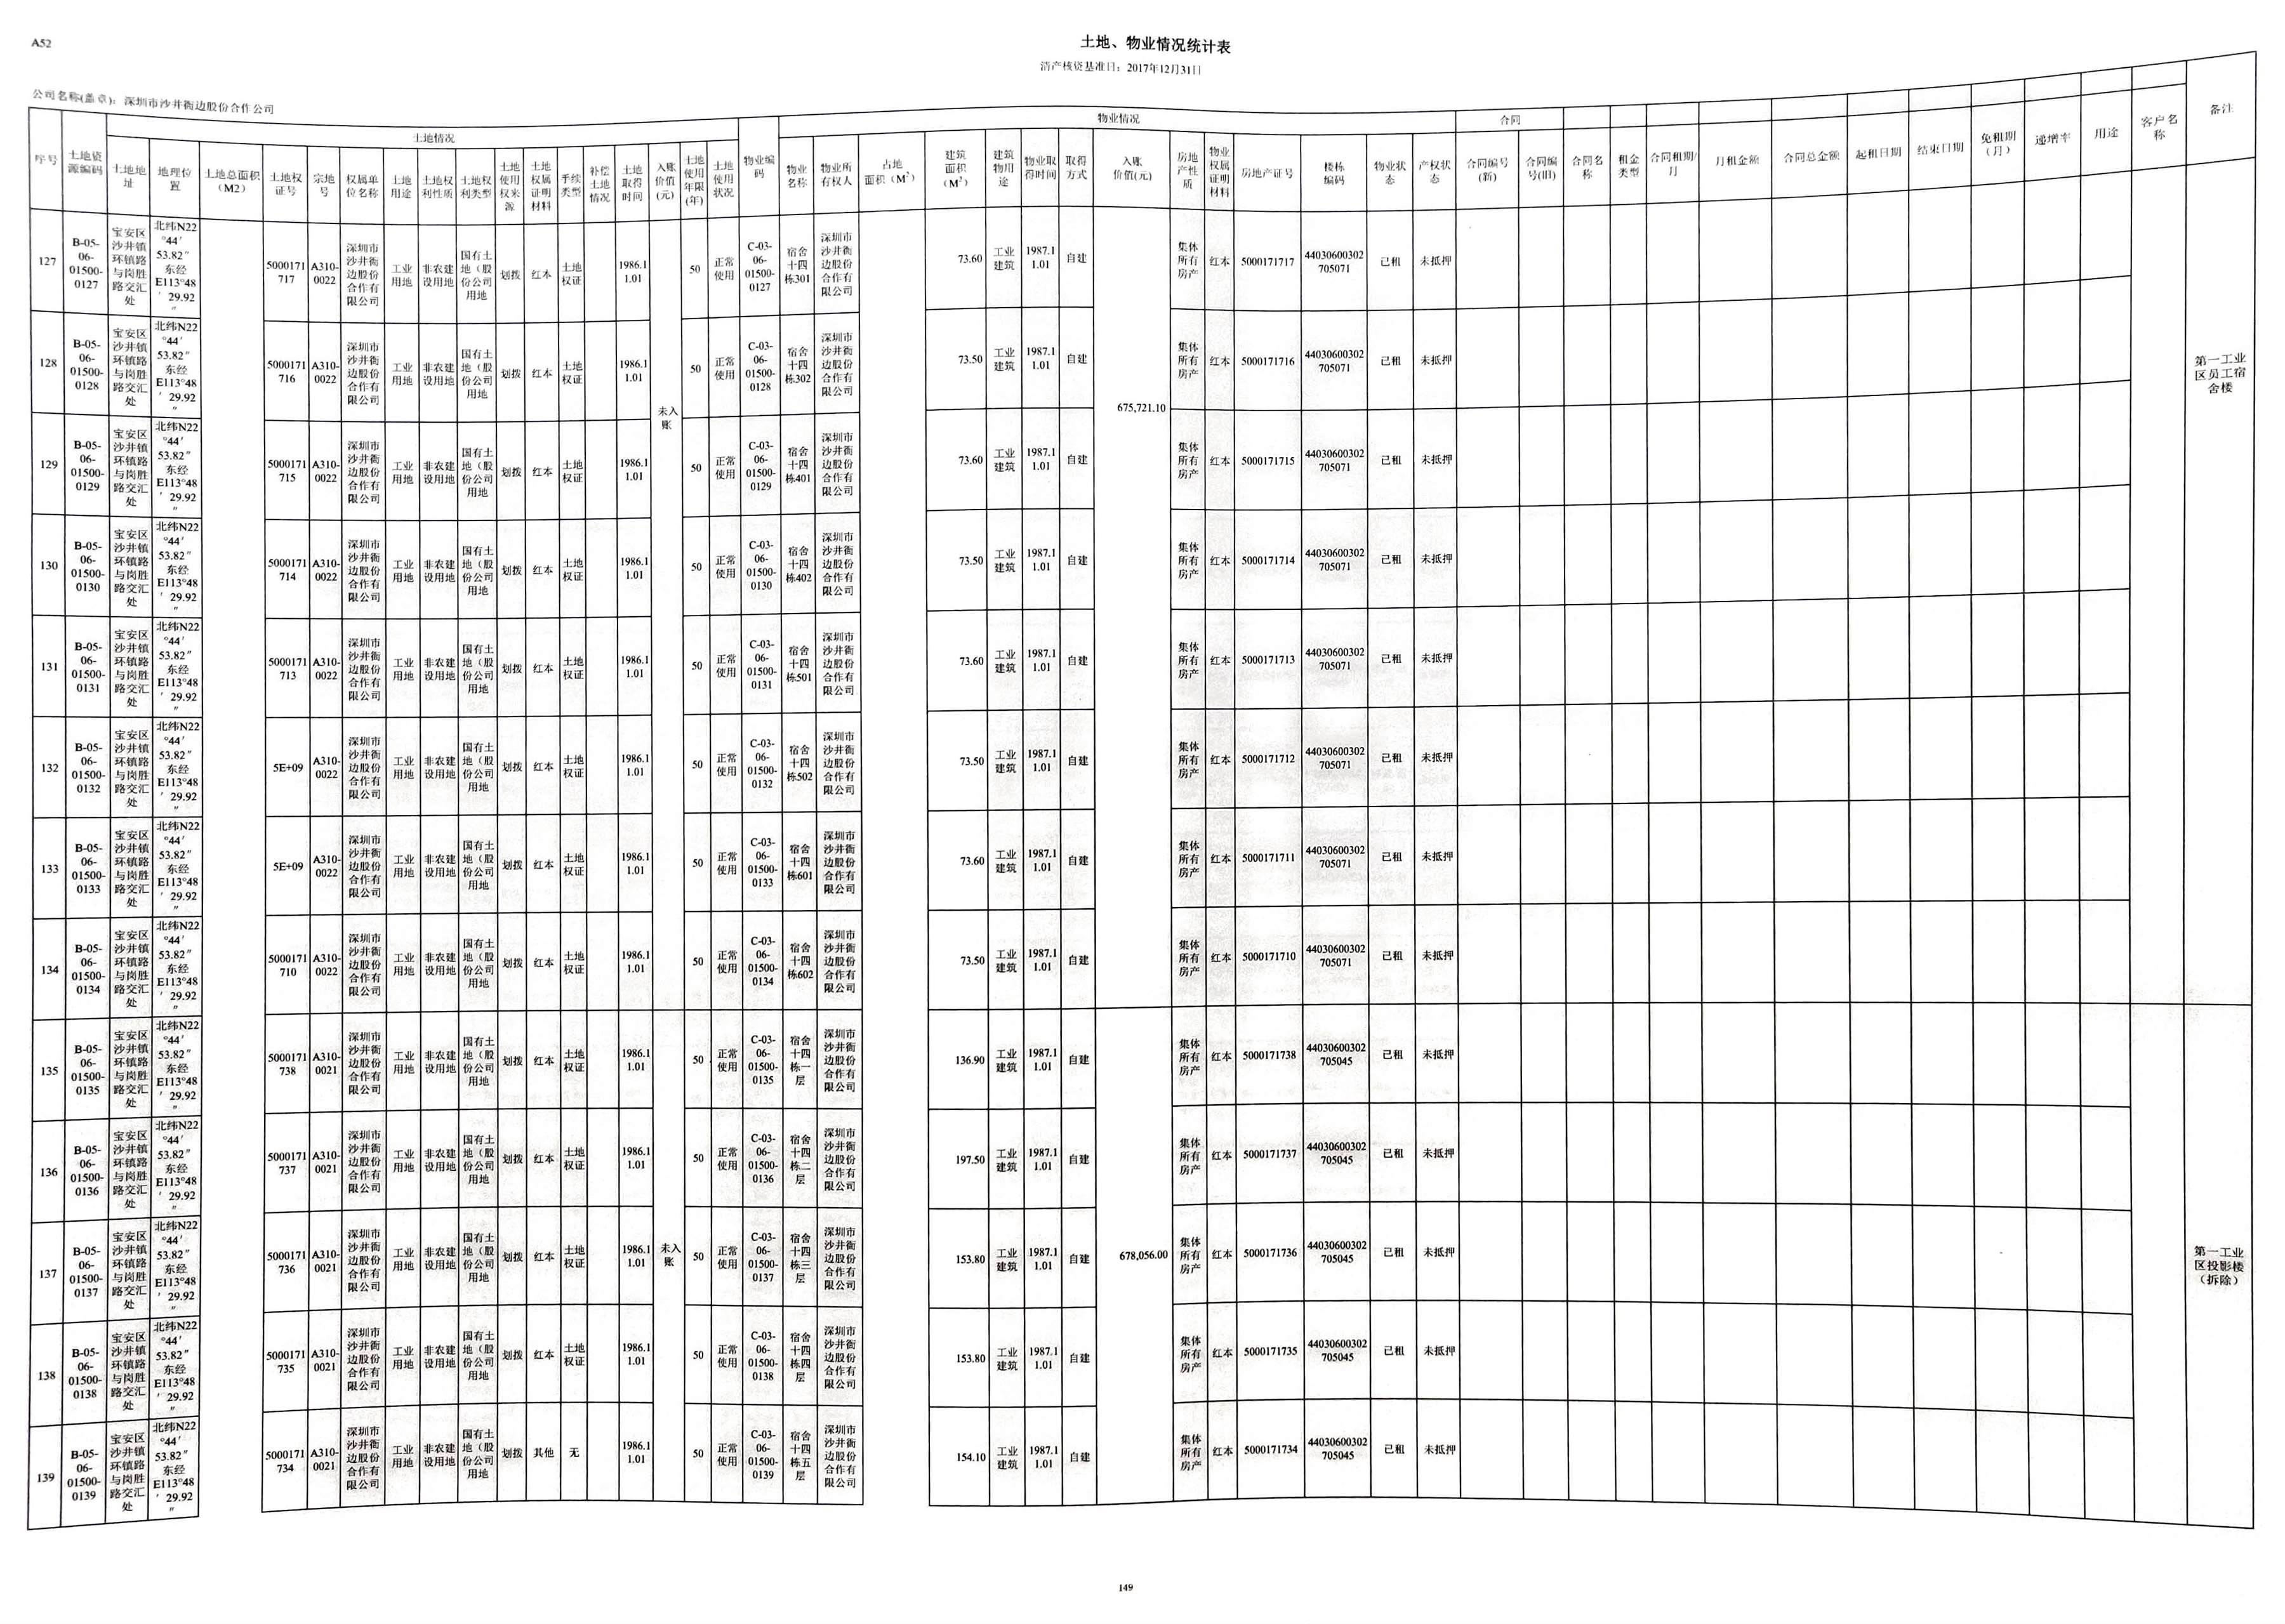 A52
土地、物业情况统计表
清产核资基准日：2017年12月31日
公司名称(盖章)：深圳市沙井衙边股份合作公司
序号 土地资源编码 土地情况 物业编码 物业情况 合同 客户名称 备注
土地地址 地理位置 土地总面积(M2) 土地权证号 宗地号 权属单位名称 土地用途 土地权利性质 土地权利类型 土地使用权来源 土地权属证明材料 手续类型 补偿土地情况 土地取得时间 入账价值(元) 土地使用年限(年) 土地使用状况 物业名称 物业所有权人 占地面积（M²） 建筑面积(M²) 建筑物用途 物业取得时间 取得方式 入账价值(元) 房地产性质 物业权属证明材料 房地产证号 楼栋编码 物业状态 产权状态 合同编号(新) 合同编号(旧) 合同名称 租金类型 合同租期/月 月租金额 合同总金额 起租日期 结束日期 免租期（月） 递增率 用途
127 B-05-06-01500-0127 宝安区沙井镇环镇路与岗胜路交汇处 北纬N22°44′53.82″东经E113°48′29.92″ 5000171717 A310-0022 深圳市沙井衙边股份合作有限公司 工业用地 非农建设用地 国有土地（股份公司用地 划拨 红本 土地权证 1986.11.01 50 正常使用 C-03-06-01500-0127 宿舍十四栋301 深圳市沙井衙边股份合作有限公司 73.60 工业建筑 1987.11.01 自建 集体所有房产 红本 5000171717 44030600302705071 已租 未抵押
128 B-05-06-01500-0128 宝安区沙井镇环镇路与岗胜路交汇处 北纬N22°44′53.82″东经E113°48′29.92″ 5000171716 A310-0022 深圳市沙井衙边股份合作有限公司 工业用地 非农建设用地 国有土地（股份公司用地 划拨 红本 土地权证 1986.11.01 50 正常使用 C-03-06-01500-0128 宿舍十四栋302 深圳市沙井衙边股份合作有限公司 73.50 工业建筑 1987.11.01 自建 集体所有房产 红本 5000171716 44030600302705071 已租 未抵押 第一工业区员工宿舍楼
未入账 675,721.10
129 B-05-06-01500-0129 宝安区沙井镇环镇路与岗胜路交汇处 北纬N22°44′53.82″东经E113°48′29.92″ 5000171715 A310-0022 深圳市沙井衙边股份合作有限公司 工业用地 非农建设用地 国有土地（股份公司用地 划拨 红本 土地权证 1986.11.01 50 正常使用 C-03-06-01500-0129 宿舍十四栋401 深圳市沙井衙边股份合作有限公司 73.60 工业建筑 1987.11.01 自建 集体所有房产 红本 5000171715 44030600302705071 已租 未抵押
130 B-05-06-01500-0130 宝安区沙井镇环镇路与岗胜路交汇处 北纬N22°44′53.82″东经E113°48′29.92″ 5000171714 A310-0022 深圳市沙井衙边股份合作有限公司 工业用地 非农建设用地 国有土地（股份公司用地 划拨 红本 土地权证 1986.11.01 50 正常使用 C-03-06-01500-0130 宿舍十四栋402 深圳市沙井衙边股份合作有限公司 73.50 工业建筑 1987.11.01 自建 集体所有房产 红本 5000171714 44030600302705071 已租 未抵押
131 B-05-06-01500-0131 宝安区沙井镇环镇路与岗胜路交汇处 北纬N22°44′53.82″东经E113°48′29.92″ 5000171713 A310-0022 深圳市沙井衙边股份合作有限公司 工业用地 非农建设用地 国有土地（股份公司用地 划拨 红本 土地权证 1986.11.01 50 正常使用 C-03-06-01500-0131 宿舍十四栋501 深圳市沙井衙边股份合作有限公司 73.60 工业建筑 1987.11.01 自建 集体所有房产 红本 5000171713 44030600302705071 已租 未抵押
132 B-05-06-01500-0132 宝安区沙井镇环镇路与岗胜路交汇处 北纬N22°44′53.82″东经E113°48′29.92″ 5E+09 A310-0022 深圳市沙井衙边股份合作有限公司 工业用地 非农建设用地 国有土地（股份公司用地 划拨 红本 土地权证 1986.11.01 50 正常使用 C-03-06-01500-0132 宿舍十四栋502 深圳市沙井衙边股份合作有限公司 73.50 工业建筑 1987.11.01 自建 集体所有房产 红本 5000171712 44030600302705071 已租 未抵押
133 B-05-06-01500-0133 宝安区沙井镇环镇路与岗胜路交汇处 北纬N22°44′53.82″东经E113°48′29.92″ 5E+09 A310-0022 深圳市沙井衙边股份合作有限公司 工业用地 非农建设用地 国有土地（股份公司用地 划拨 红本 土地权证 1986.11.01 50 正常使用 C-03-06-01500-0133 宿舍十四栋601 深圳市沙井衙边股份合作有限公司 73.60 工业建筑 1987.11.01 自建 集体所有房产 红本 5000171711 44030600302705071 已租 未抵押
134 B-05-06-01500-0134 宝安区沙井镇环镇路与岗胜路交汇处 北纬N22°44′53.82″东经E113°48′29.92″ 5000171710 A310-0022 深圳市沙井衙边股份合作有限公司 工业用地 非农建设用地 国有土地（股份公司用地 划拨 红本 土地权证 1986.11.01 50 正常使用 C-03-06-01500-0134 宿舍十四栋602 深圳市沙井衙边股份合作有限公司 73.50 工业建筑 1987.11.01 自建 集体所有房产 红本 5000171710 44030600302705071 已租 未抵押
135 B-05-06-01500-0135 宝安区沙井镇环镇路与岗胜路交汇处 北纬N22°44′53.82″东经E113°48′29.92″ 5000171738 A310-0021 深圳市沙井衙边股份合作有限公司 工业用地 非农建设用地 国有土地（股份公司用地 划拨 红本 土地权证 1986.11.01 50 正常使用 C-03-06-01500-0135 宿舍十四栋一层 深圳市沙井衙边股份合作有限公司 136.90 工业建筑 1987.11.01 自建 集体所有房产 红本 5000171738 44030600302705045 已租 未抵押
136 B-05-06-01500-0136 宝安区沙井镇环镇路与岗胜路交汇处 北纬N22°44′53.82″东经E113°48′29.92″ 5000171737 A310-0021 深圳市沙井衙边股份合作有限公司 工业用地 非农建设用地 国有土地（股份公司用地 划拨 红本 土地权证 1986.11.01 50 正常使用 C-03-06-01500-0136 宿舍十四栋二层 深圳市沙井衙边股份合作有限公司 197.50 工业建筑 1987.11.01 自建 集体所有房产 红本 5000171737 44030600302705045 已租 未抵押
137 B-05-06-01500-0137 宝安区沙井镇环镇路与岗胜路交汇处 北纬N22°44′53.82″东经E113°48′29.92″ 5000171736 A310-0021 深圳市沙井衙边股份合作有限公司 工业用地 非农建设用地 国有土地（股份公司用地 划拨 红本 土地权证 1986.11.01 未入账 50 正常使用 C-03-06-01500-0137 宿舍十四栋三层 深圳市沙井衙边股份合作有限公司 153.80 工业建筑 1987.11.01 自建 678,056.00 集体所有房产 红本 5000171736 44030600302705045 已租 未抵押 第一工业区投影楼（拆除）
138 B-05-06-01500-0138 宝安区沙井镇环镇路与岗胜路交汇处 北纬N22°44′53.82″东经E113°48′29.92″ 5000171735 A310-0021 深圳市沙井衙边股份合作有限公司 工业用地 非农建设用地 国有土地（股份公司用地 划拨 红本 土地权证 1986.11.01 50 正常使用 C-03-06-01500-0138 宿舍十四栋四层 深圳市沙井衙边股份合作有限公司 153.80 工业建筑 1987.11.01 自建 集体所有房产 红本 5000171735 44030600302705045 已租 未抵押
139 B-05-06-01500-0139 宝安区沙井镇环镇路与岗胜路交汇处 北纬N22°44′53.82″东经E113°48′29.92″ 5000171734 A310-0021 深圳市沙井衙边股份合作有限公司 工业用地 非农建设用地 国有土地（股份公司用地 划拨 其他 无 1986.11.01 50 正常使用 C-03-06-01500-0139 宿舍十四栋五层 深圳市沙井衙边股份合作有限公司 154.10 工业建筑 1987.11.01 自建 集体所有房产 红本 5000171734 44030600302705045 已租 未抵押
149